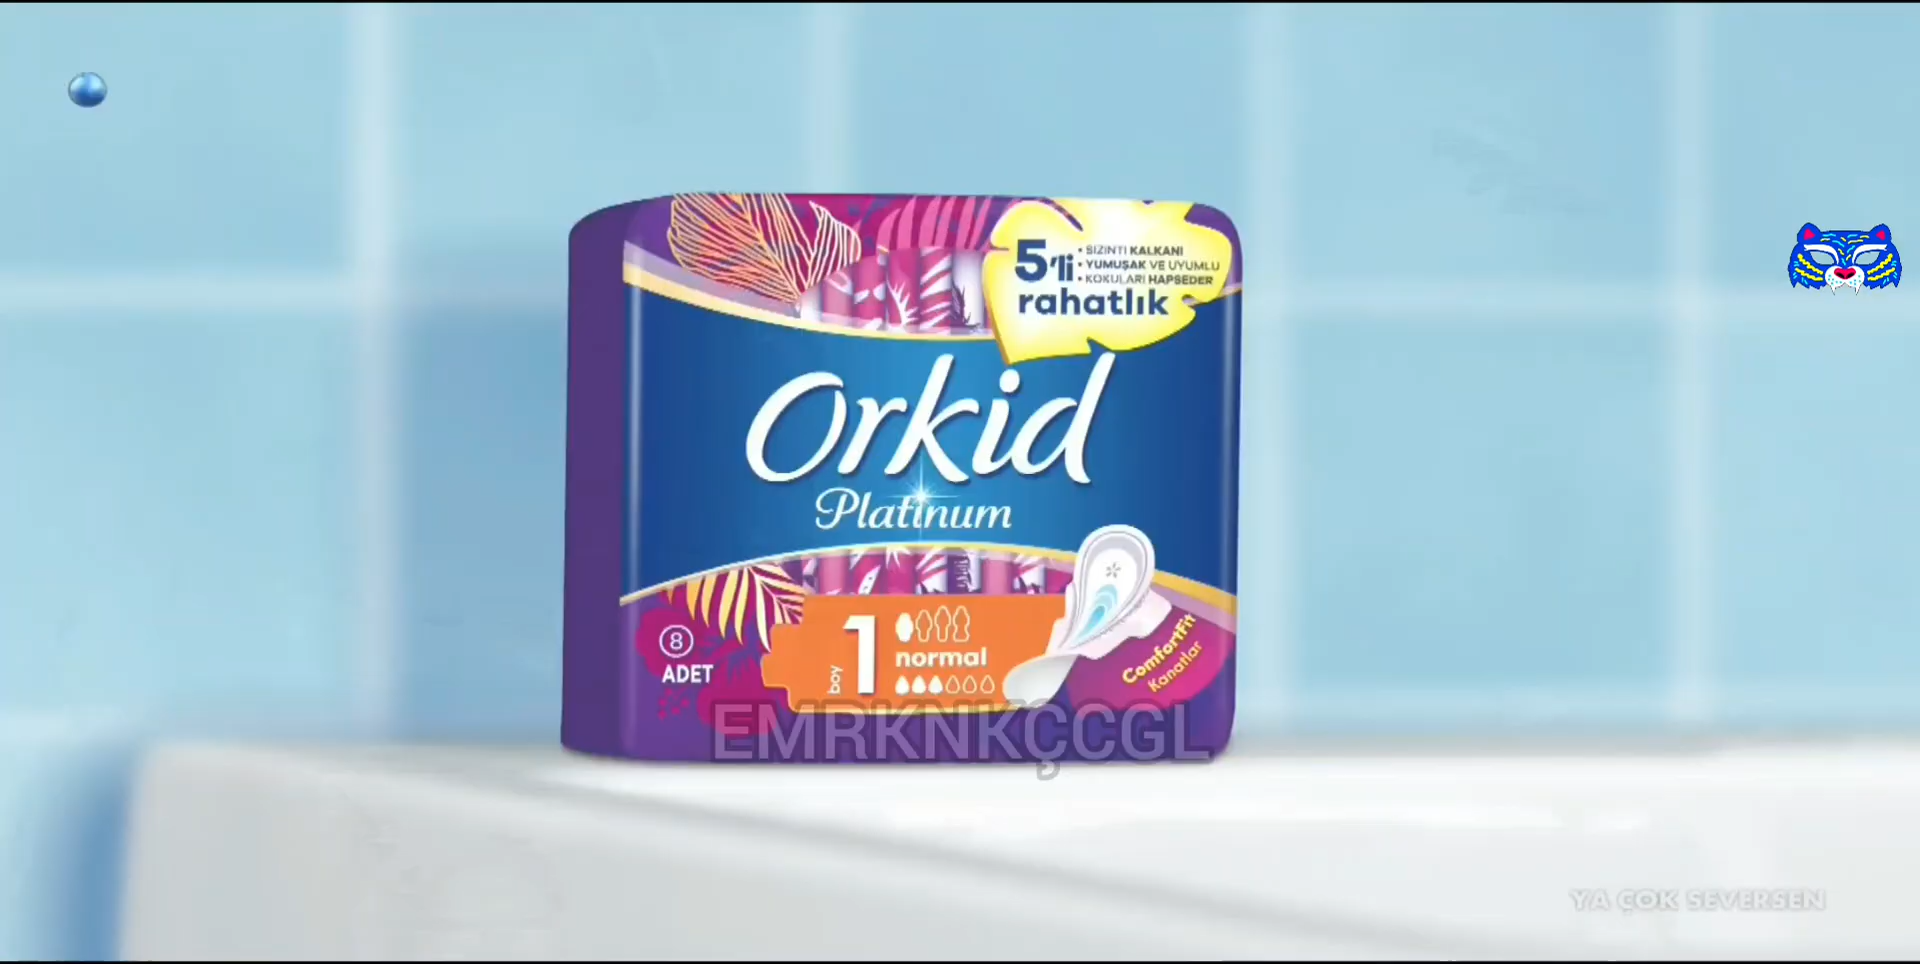 5'li
• SIZINTI KALKANI
• YUMUŞAK VE UYUMLU
• KOKULARI HAPSEDER
rahatlık
Orkid
Platinum
8
ADET
boy
1
normal
ComfortFit
Kanatlar
EMRKNKÇCGL
YA ÇOK SEVERSEN